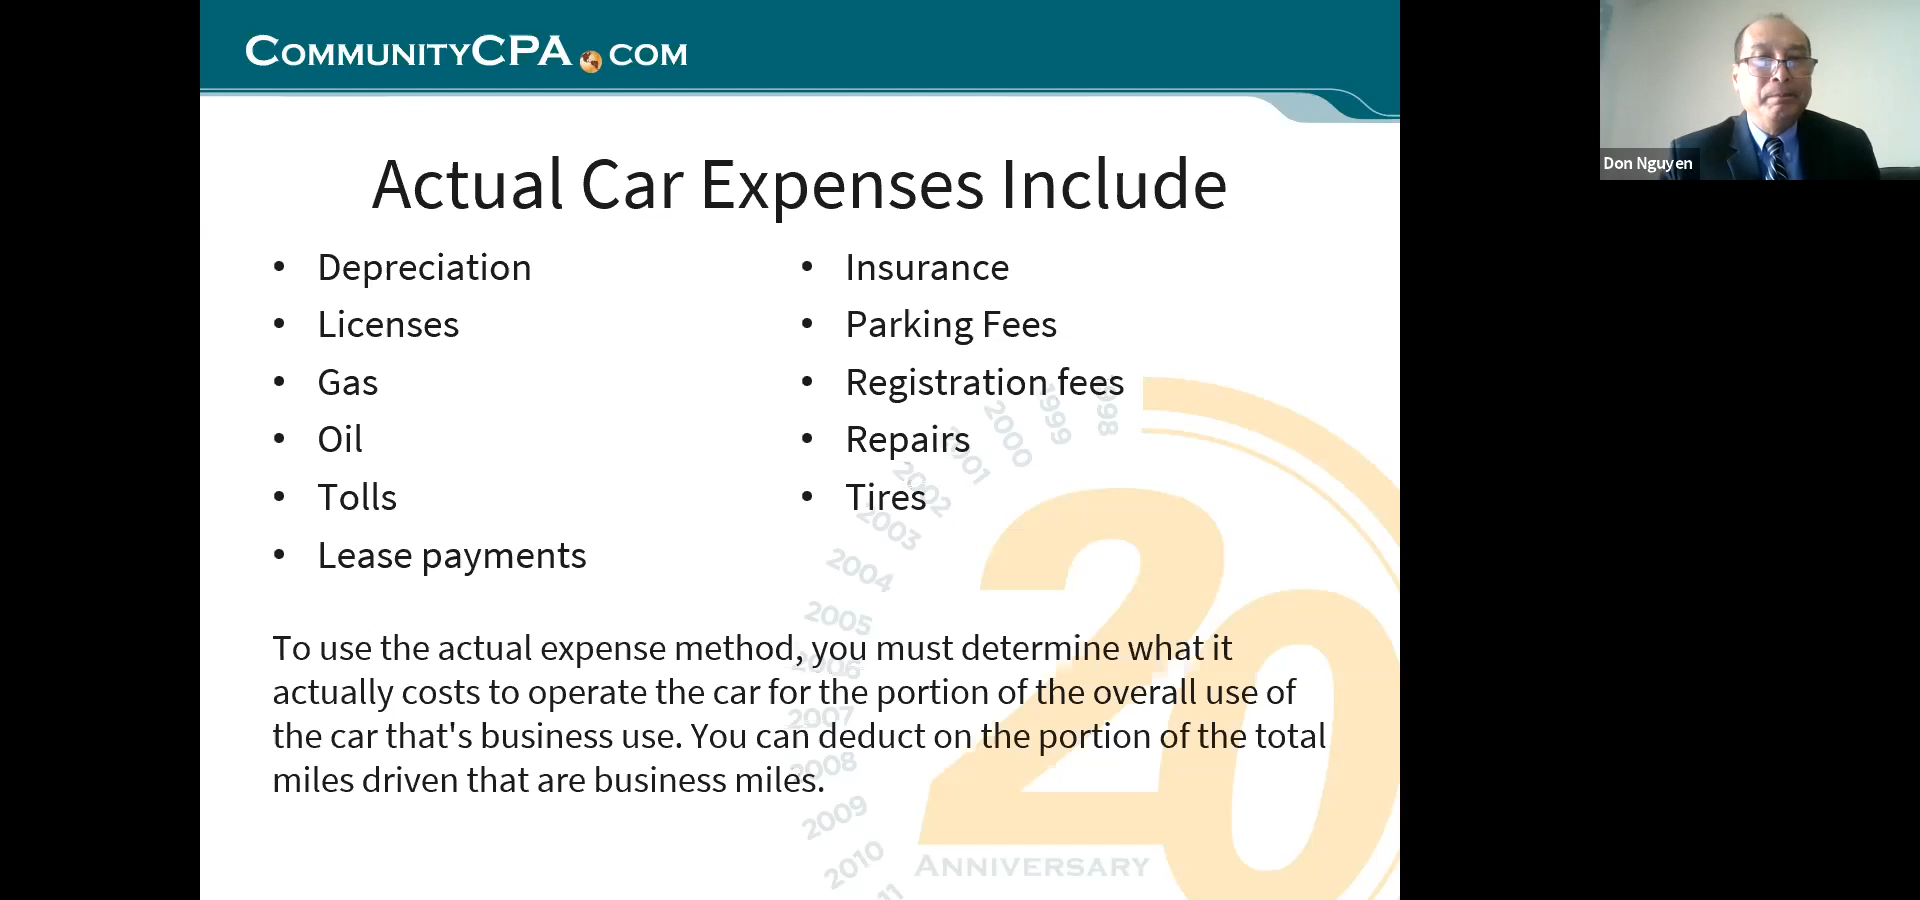 COMMUNITYCPA.COM
Don Nguyen
Actual Car Expenses Include
• Depreciation
• Licenses
• Gas
• Oil
• Tolls
• Lease payments
• Insurance
• Parking Fees
• Registration fees
• Repairs
• Tires
To use the actual expense method, you must determine what it
actually costs to operate the car for the portion of the overall use of
the car that's business use. You can deduct on the portion of the total
miles driven that are business miles.
1999
2000
2002
2003
2004
2005
2006
2007
2008
2009
2010
20
ANNIVERSARY